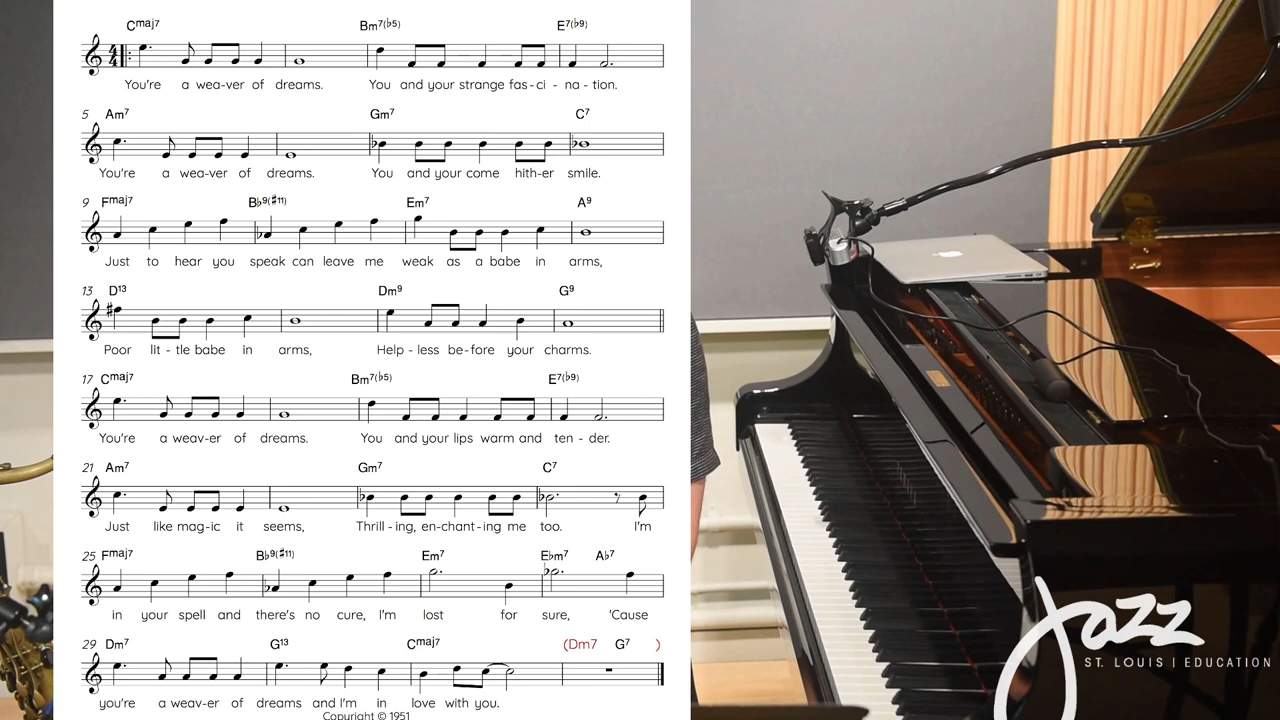 Cmaj7 Bm7(♭5) E7(♭9)
You're a wea-ver of dreams. You and your strange fas-ci-na-tion.
5 Am7 Gm7 C7
You're a wea-ver of dreams. You and your come hith-er smile.
9 Fmaj7 B♭9(♯11) Em7 A9
Just to hear you speak can leave me weak as a babe in arms,
13 D13 Dm9 G9
Poor lit-tle babe in arms, Help-less be-fore your charms.
17 Cmaj7 Bm7(♭5) E7(♭9)
You're a weav-er of dreams. You and your lips warm and ten-der.
21 Am7 Gm7 C7
Just like mag-ic it seems, Thrill-ing, en-chant-ing me too. I'm
25 Fmaj7 B♭9(♯11) Em7 E♭m7 A♭7
in your spell and there's no cure, I'm lost for sure, 'Cause
29 Dm7 G13 Cmaj7 (Dm7 G7 )
you're a weav-er of dreams and I'm in love with you.
Copyright © 1951
Jazz
ST. LOUIS | EDUCATION